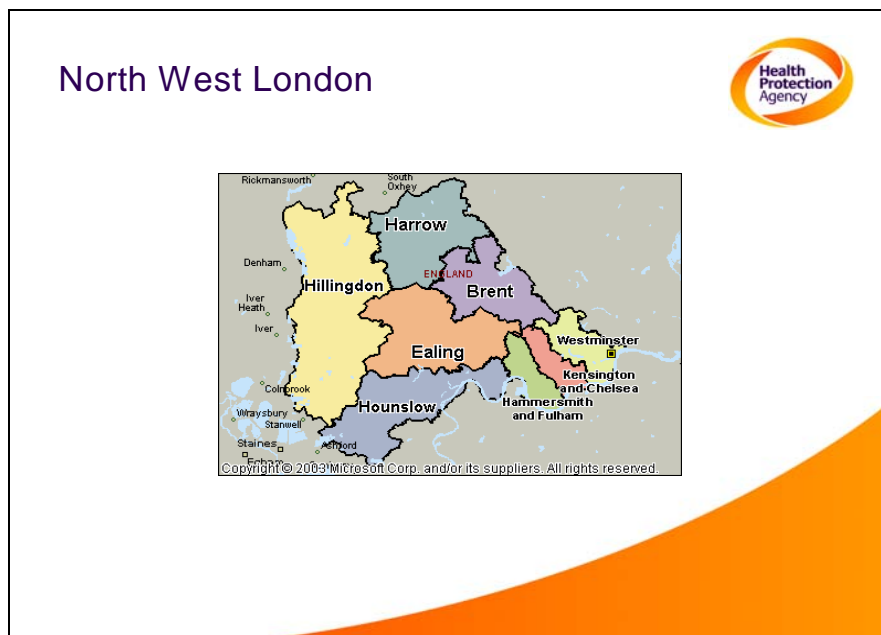 North West London
Health
Protection
Agency
Rickmansworth
South
Oxhey
Harrow
Denham
ENGLAND
Hillingdon
Brent
Iver
Heath
Iver
Westminster
Ealing
Kensington
and Chelsea
Colnbrook
Hounslow
Hammersmith
and Fulham
Wraysbury
Stanwell
Staines
Ashford
Egham
Copyright © 2003 Microsoft Corp. and/or its suppliers. All rights reserved.